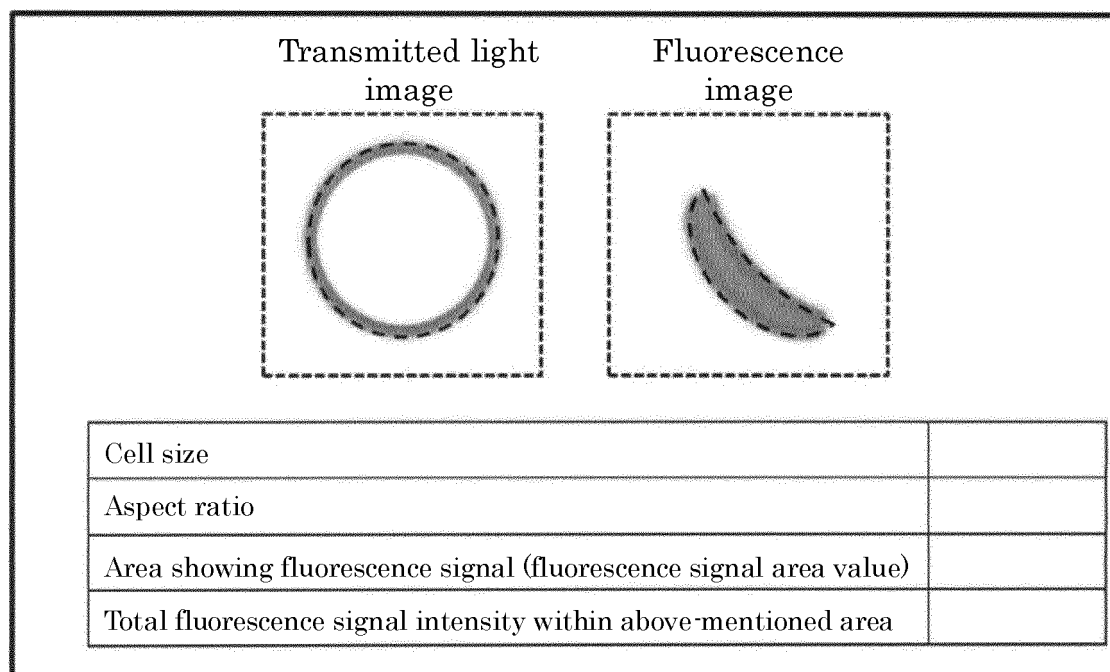 Transmitted light
image
Fluorescence
image
Cell size
Aspect ratio
Area showing fluorescence signal (fluorescence signal area value)
Total fluorescence signal intensity within above-mentioned area